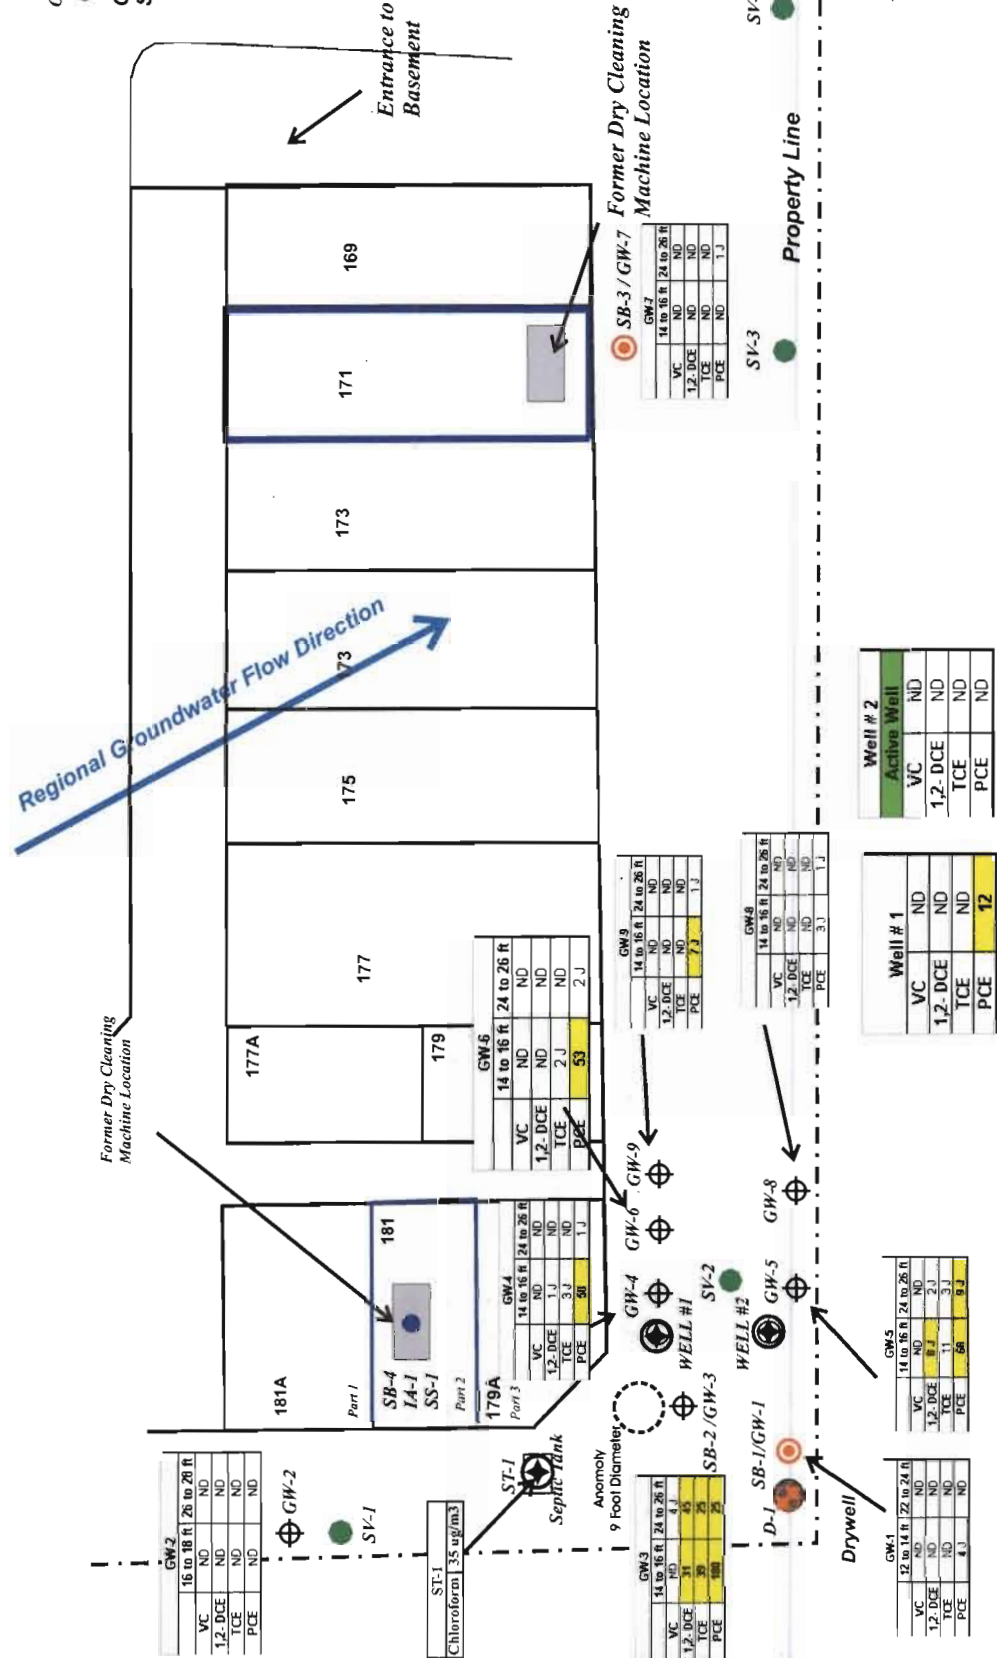 Entrance to
Basement
Former Dry Cleaning
Machine Location
169
171
173
73
175
177
177A
179
181
181A
179A
Part 1
Part 2
Part 3
Regional Groundwater Flow Direction
Former Dry Cleaning
Machine Location
SB-4
IA-1
SS-1
SB-3 / GW-7
GW-7
14 to 16 ft 24 to 26 ft
VC ND ND
1,2- DCE ND ND
TCE ND ND
PCE ND 1 J
SV-3
SV-
Property Line
GW-6
14 to 16 ft 24 to 26 ft
VC ND ND
1,2- DCE ND ND
TCE 2 J ND
PCE 53 2 J
GW-9
14 to 16 ft 24 to 26 ft
VC ND ND
1,2- DCE ND ND
TCE ND ND
PCE 7 J 1 J
GW-8
14 to 16 ft 24 to 26 ft
VC ND ND
1,2- DCE ND ND
TCE ND ND
PCE 3 J 1 J
Well # 2
Active Well
VC ND
1,2- DCE ND
TCE ND
PCE ND
Well # 1
VC ND
1,2- DCE ND
TCE ND
PCE 12
GW-4
14 to 16 ft 24 to 26 ft
VC ND ND
1,2- DCE 1 J ND
TCE 3 J ND
PCE 1 J
GW-4
GW-6
GW-9
WELL #1
SV-2
WELL #2
GW-5
GW-8
GW-5
14 to 16 ft 24 to 26 ft
VC ND ND
1,2- DCE 2 J
TCE 11 3 J
PCE 9 J
GW-2
16 to 18 ft 26 to 28 ft
VC ND ND
1,2- DCE ND ND
TCE ND ND
PCE ND ND
GW-2
SV-1
ST-1
Chloroform 35 ug/m3
ST-1
Septic Tank
Anomoly
9 Foot Diameter
SB-2 /GW-3
GW-3
14 to 16 ft 24 to 26 ft
VC ND 4 J
1,2- DCE 31 45
TCE 39 25
PCE 180 25
D-1
SB-1/GW-1
Drywell
GW-1
12 to 14 ft 22 to 24 ft
VC ND ND
1,2- DCE ND ND
TCE ND ND
PCE 4 J ND